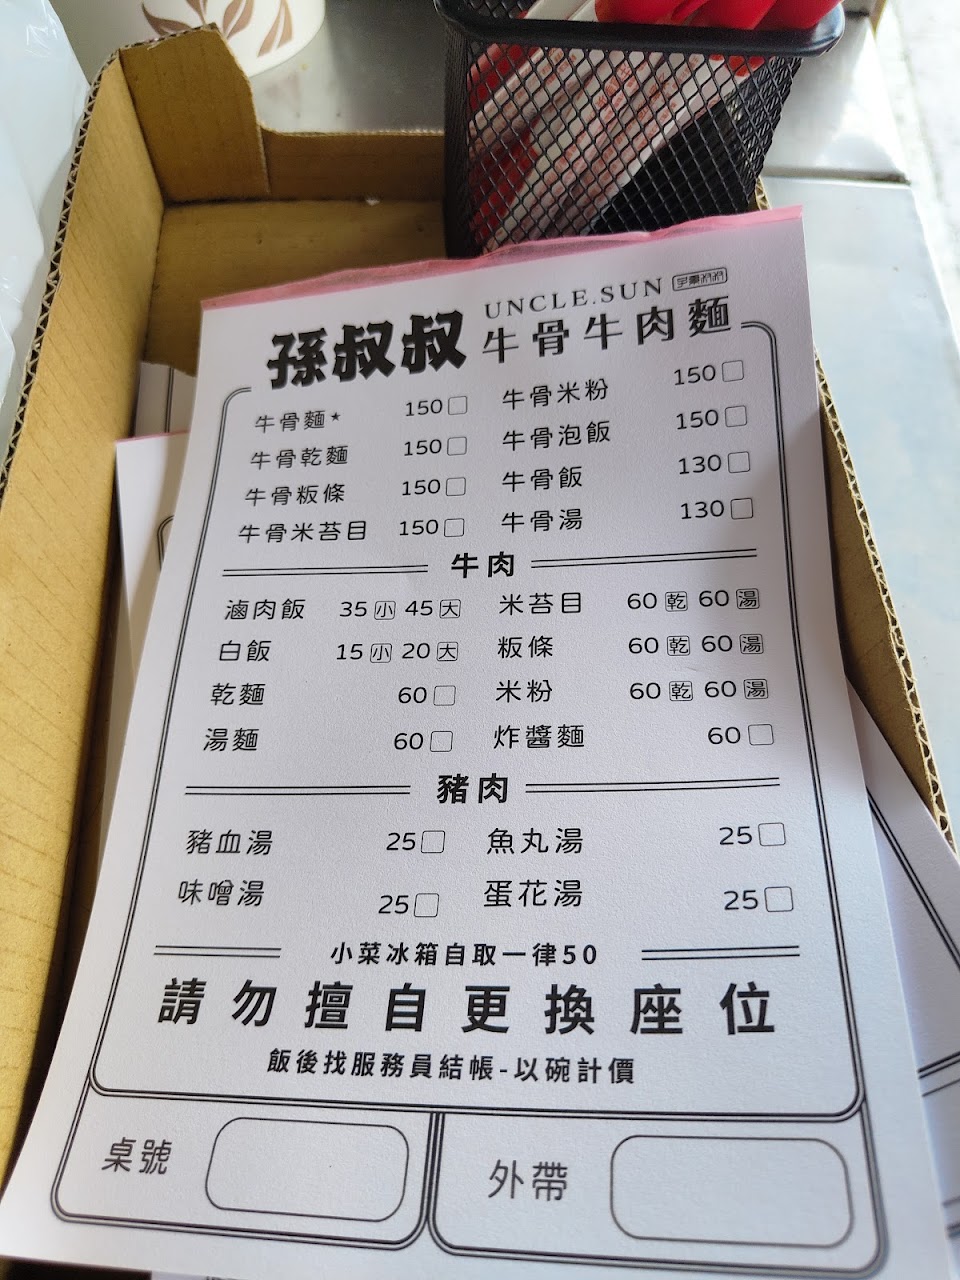 UNCLE.SUN
孫叔叔 牛骨牛肉麵
牛骨麵★ 150 牛骨米粉 150
牛骨乾麵 150 牛骨泡飯 150
牛骨粄條 150 牛骨飯 130
牛骨米苔目 150 牛骨湯 130
牛肉
滷肉飯 35 小 45 大 米苔目 60 乾 60 湯
白飯 15 小 20 大 粄條 60 乾 60 湯
乾麵 60 米粉 60 乾 60 湯
湯麵 60 炸醬麵 60
豬肉
豬血湯 25 魚丸湯 25
味噌湯 25 蛋花湯 25
小菜冰箱自取一律50
請勿擅自更換座位
飯後找服務員結帳-以碗計價
桌號 外帶